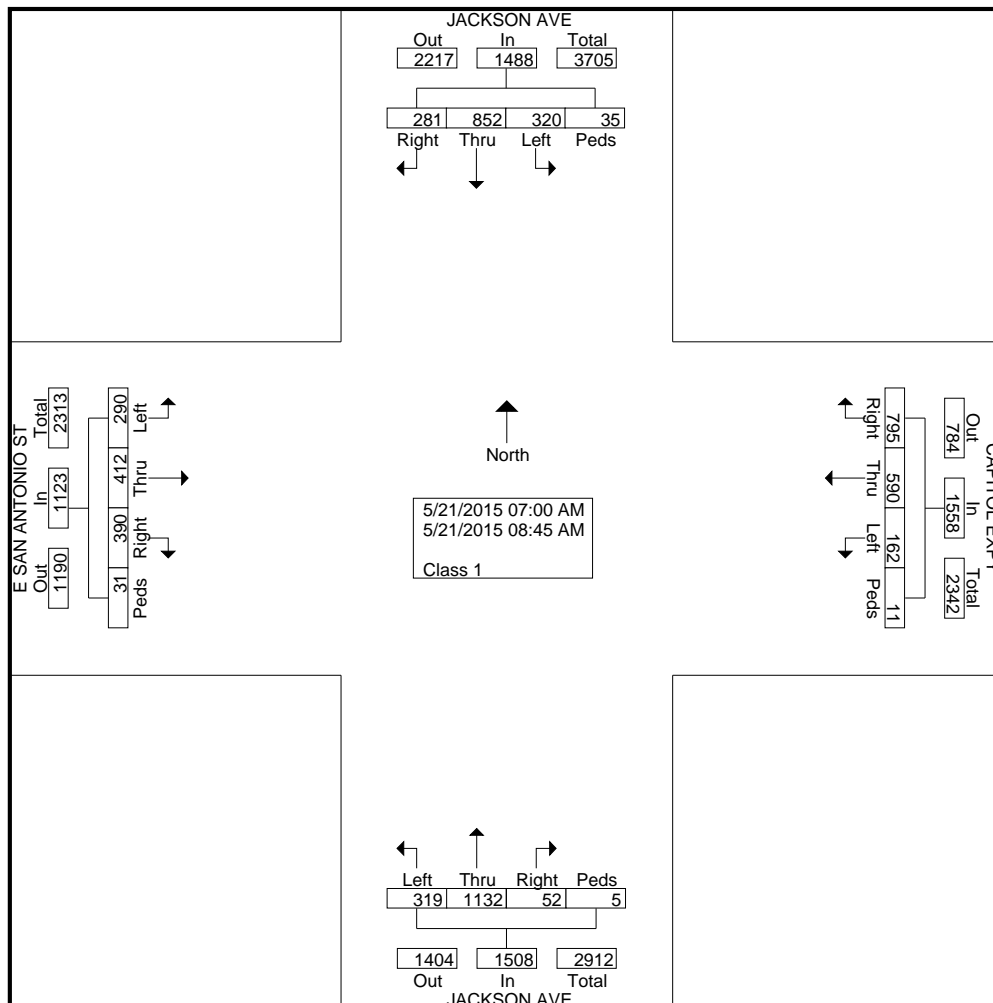 JACKSON AVE
Out In Total
2217 1488 3705
281 852 320 35
Right Thru Left Peds
E SAN ANTONIO ST
Total In Out
2313 1123 1190
290 412 390 31
Left Thru Right Peds
North
5/21/2015 07:00 AM
5/21/2015 08:45 AM
Class 1
Right Thru Left Peds
795 590 162 11
Out In Total
784 1558 2342
CAPITOL EXPY
Left Thru Right Peds
319 1132 52 5
1404 1508 2912
Out In Total
JACKSON AVE